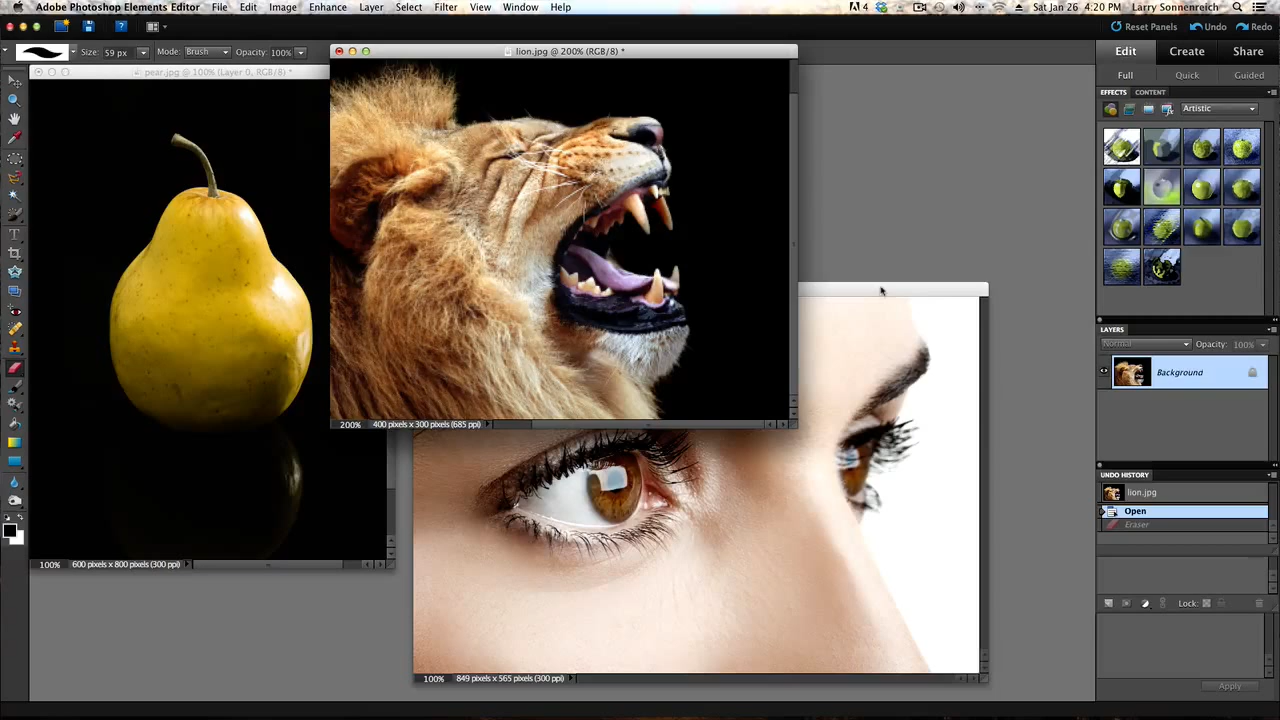 Adobe Photoshop Elements Editor File Edit Image Enhance Layer Select Filter View Window Help
4 Sat Jan 26 4:20 PM Larry Sonnenreich
Reset Panels Undo Redo
Size: 59 px Mode: Brush Opacity: 100%
Edit Create Share
Full Quick Guided
pear.jpg @ 100% (Layer 0, RGB/8) *
lion.jpg @ 200% (RGB/8) *
EFFECTS CONTENT
Artistic
LAYERS
Normal Opacity: 100%
Background
200% 400 pixels x 300 pixels (685 ppi)
UNDO HISTORY
lion.jpg
Open
Eraser
100% 600 pixels x 800 pixels (300 ppi)
Lock:
100% 849 pixels x 565 pixels (300 ppi)
Apply